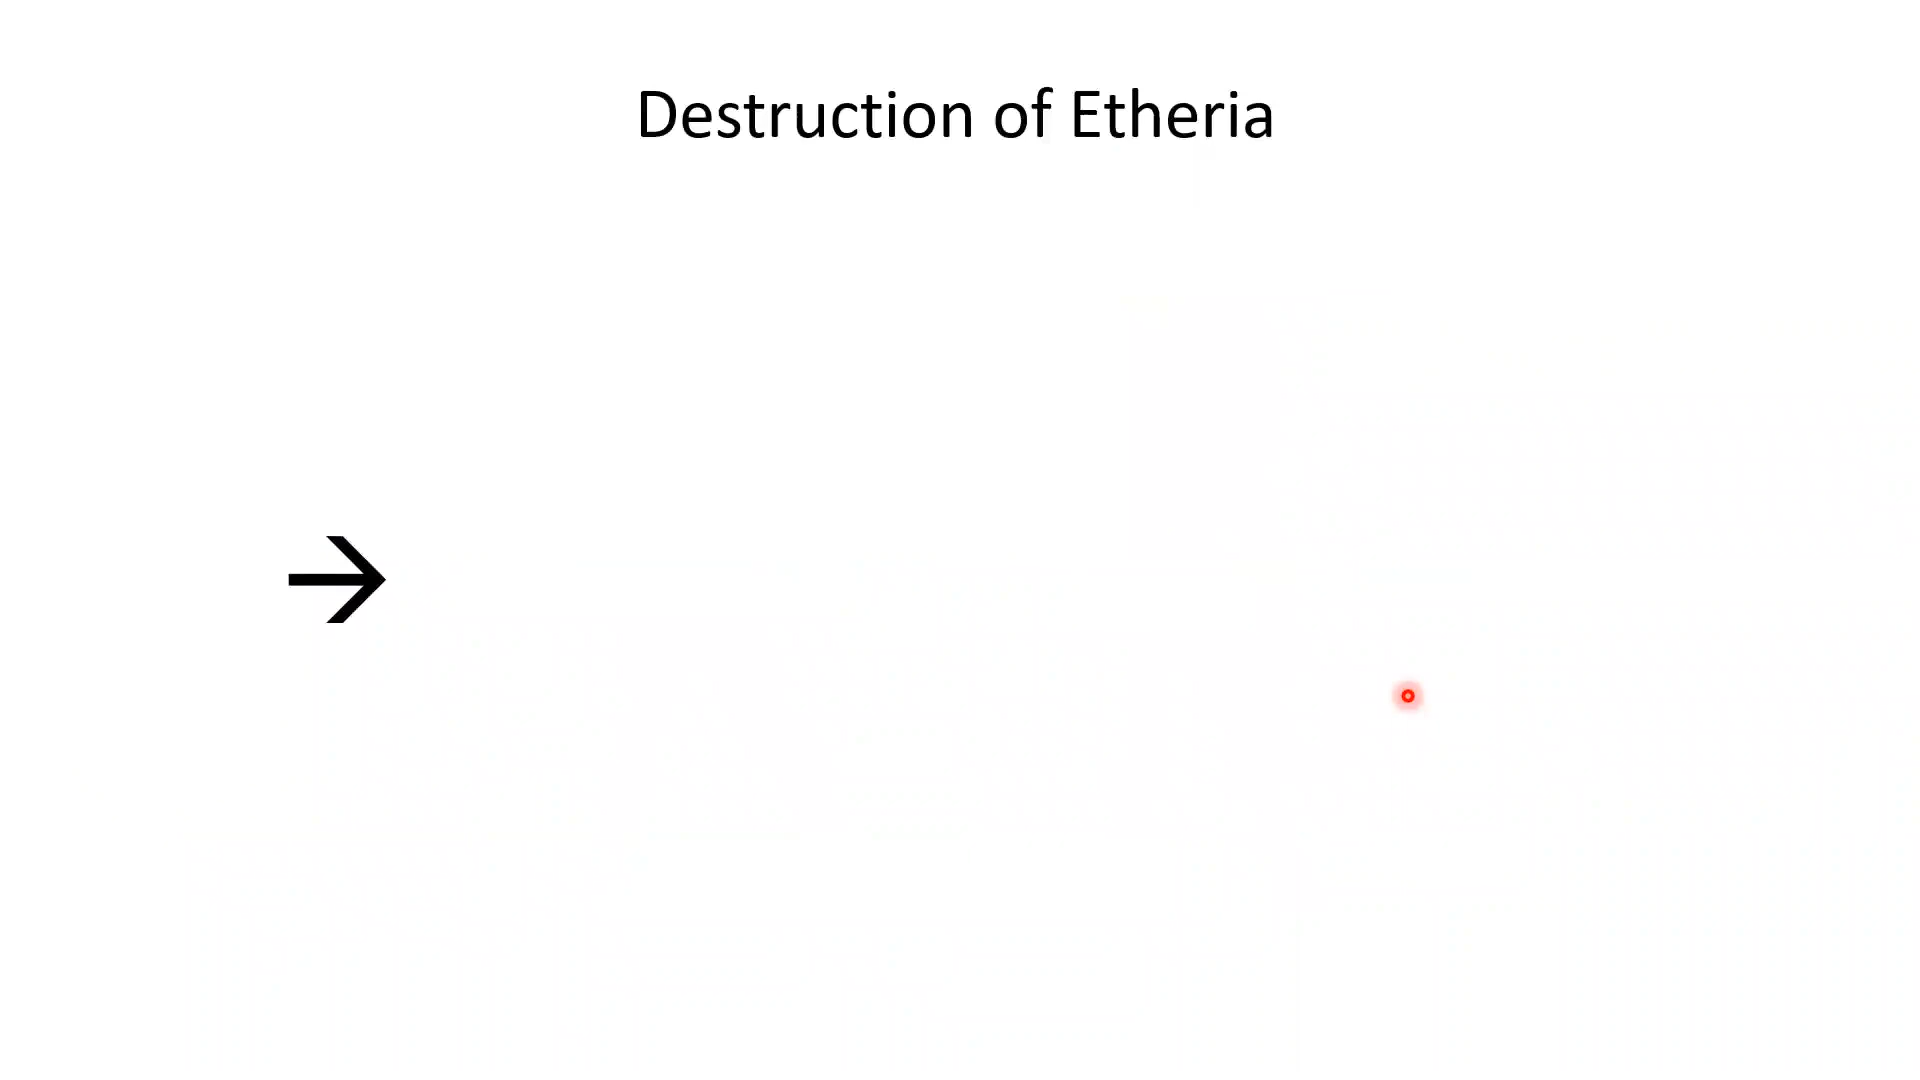 Destruction of Etheria
→